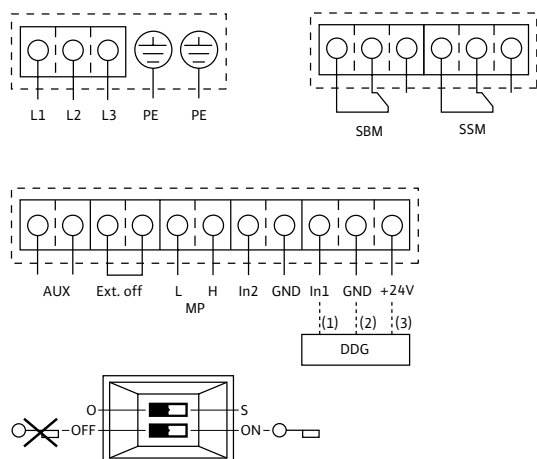 L1 L2 L3 PE PE
SBM SSM
AUX Ext. off L H In2 GND In1 GND +24V
MP
(1) (2) (3)
DDG
O S
OFF ON